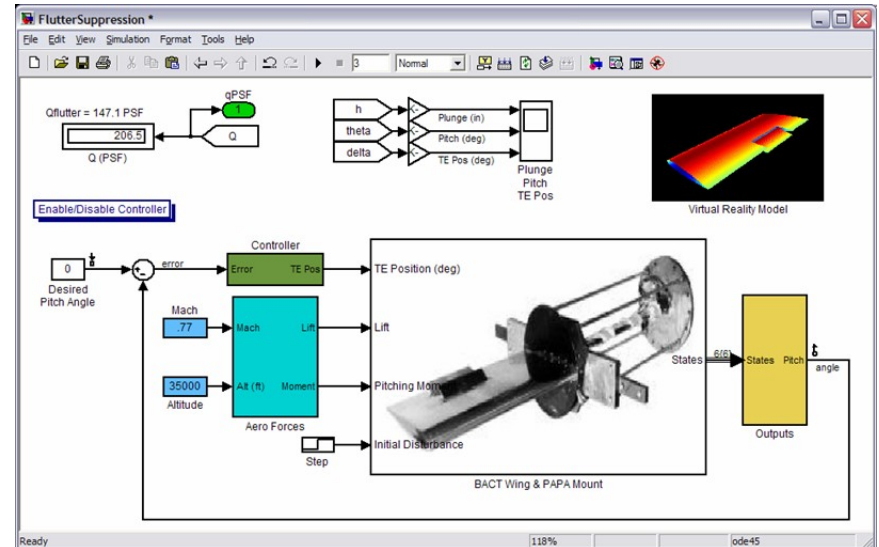 FlutterSuppression *
File Edit View Simulation Format Tools Help
3 Normal
Qflutter = 147.1 PSF
206.5
Q (PSF)
qPSF
1
Q
h
theta
delta
Plunge (in)
Pitch (deg)
TE Pos (deg)
Plunge
Pitch
TE Pos
Virtual Reality Model
Enable/Disable Controller
0
Desired
Pitch Angle
error
Controller
Error TE Pos
Mach
.77
35000
Altitude
Mach Lift
Alt (ft) Moment
Aero Forces
Step
TE Position (deg)
Lift
Pitching Moment
Initial Disturbance
States
BACT Wing & PAPA Mount
6{6}
States Pitch
Outputs
angle
Ready 118% ode45